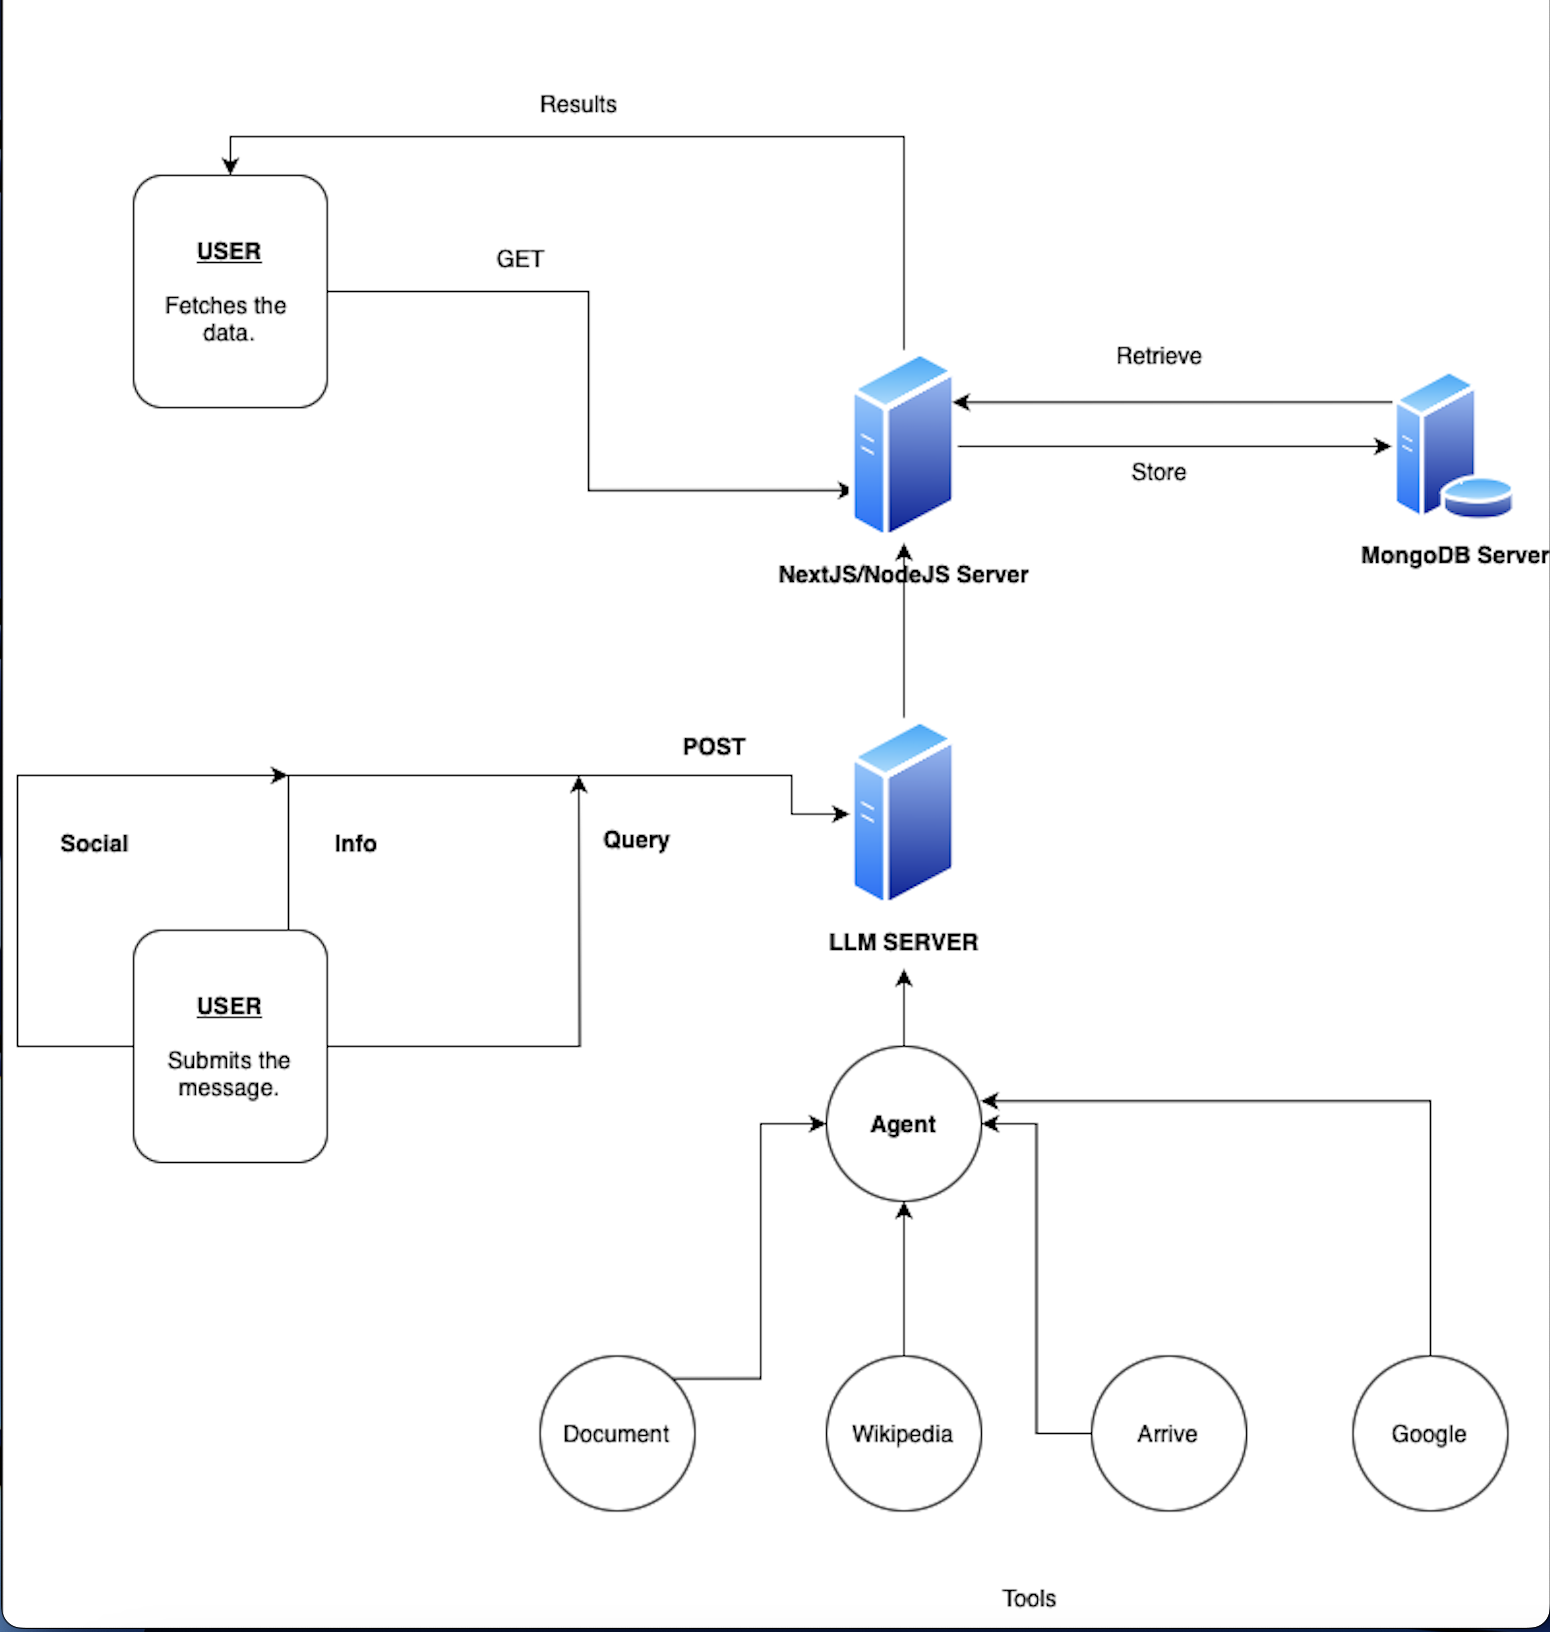 Results
USER
Fetches the
data.
GET
Retrieve
Store
MongoDB Server
NextJS/NodeJS Server
POST
Social
Info
Query
LLM SERVER
USER
Submits the
message.
Agent
Document
Wikipedia
Arrive
Google
Tools